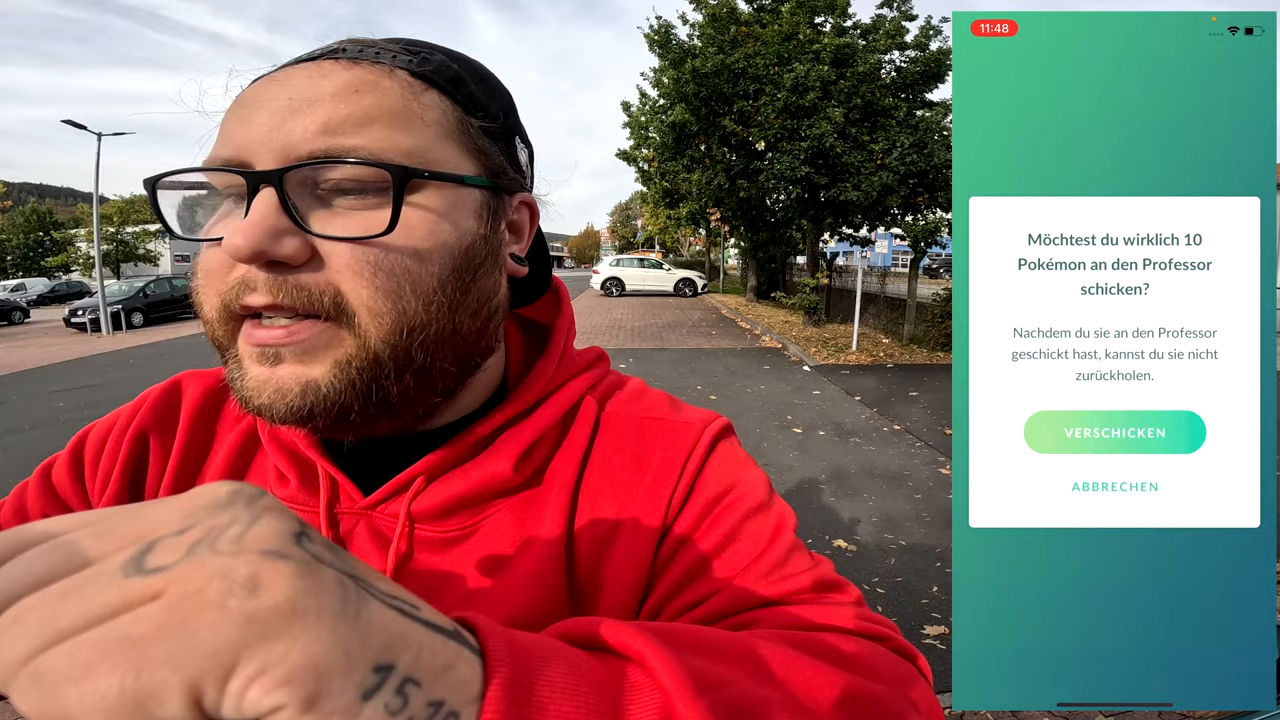 11:48
Möchtest du wirklich 10
Pokémon an den Professor
schicken?
Nachdem du sie an den Professor
geschickt hast, kannst du sie nicht
zurückholen.
VERSCHICKEN
ABBRECHEN